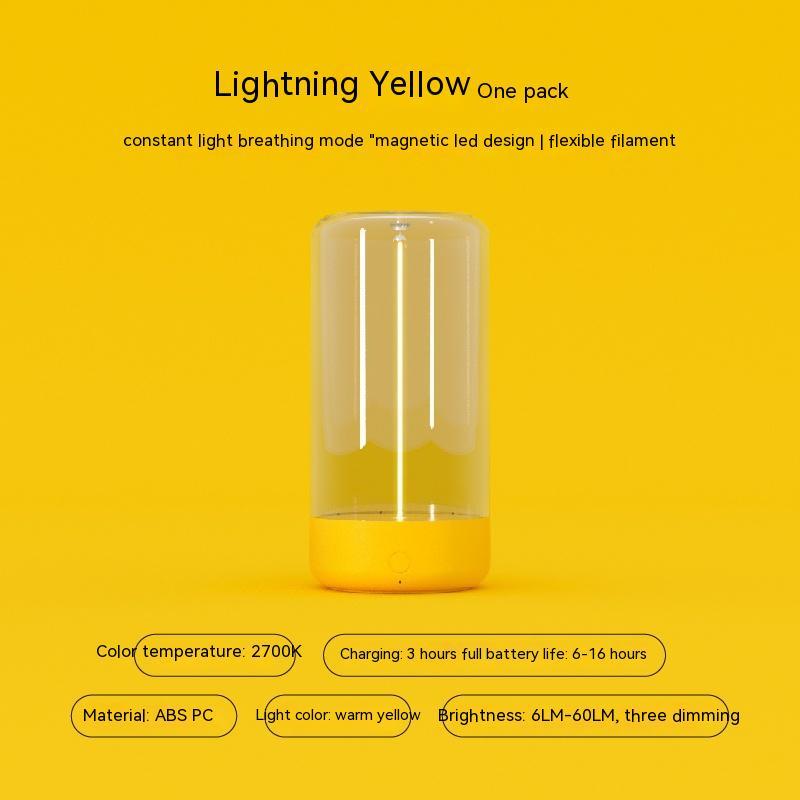 Lightning Yellow One pack
constant light breathing mode "magnetic led design | flexible filament
Color temperature: 2700K
Charging: 3 hours full battery life: 6-16 hours
Material: ABS PC
Light color: warm yellow
Brightness: 6LM-60LM, three dimming